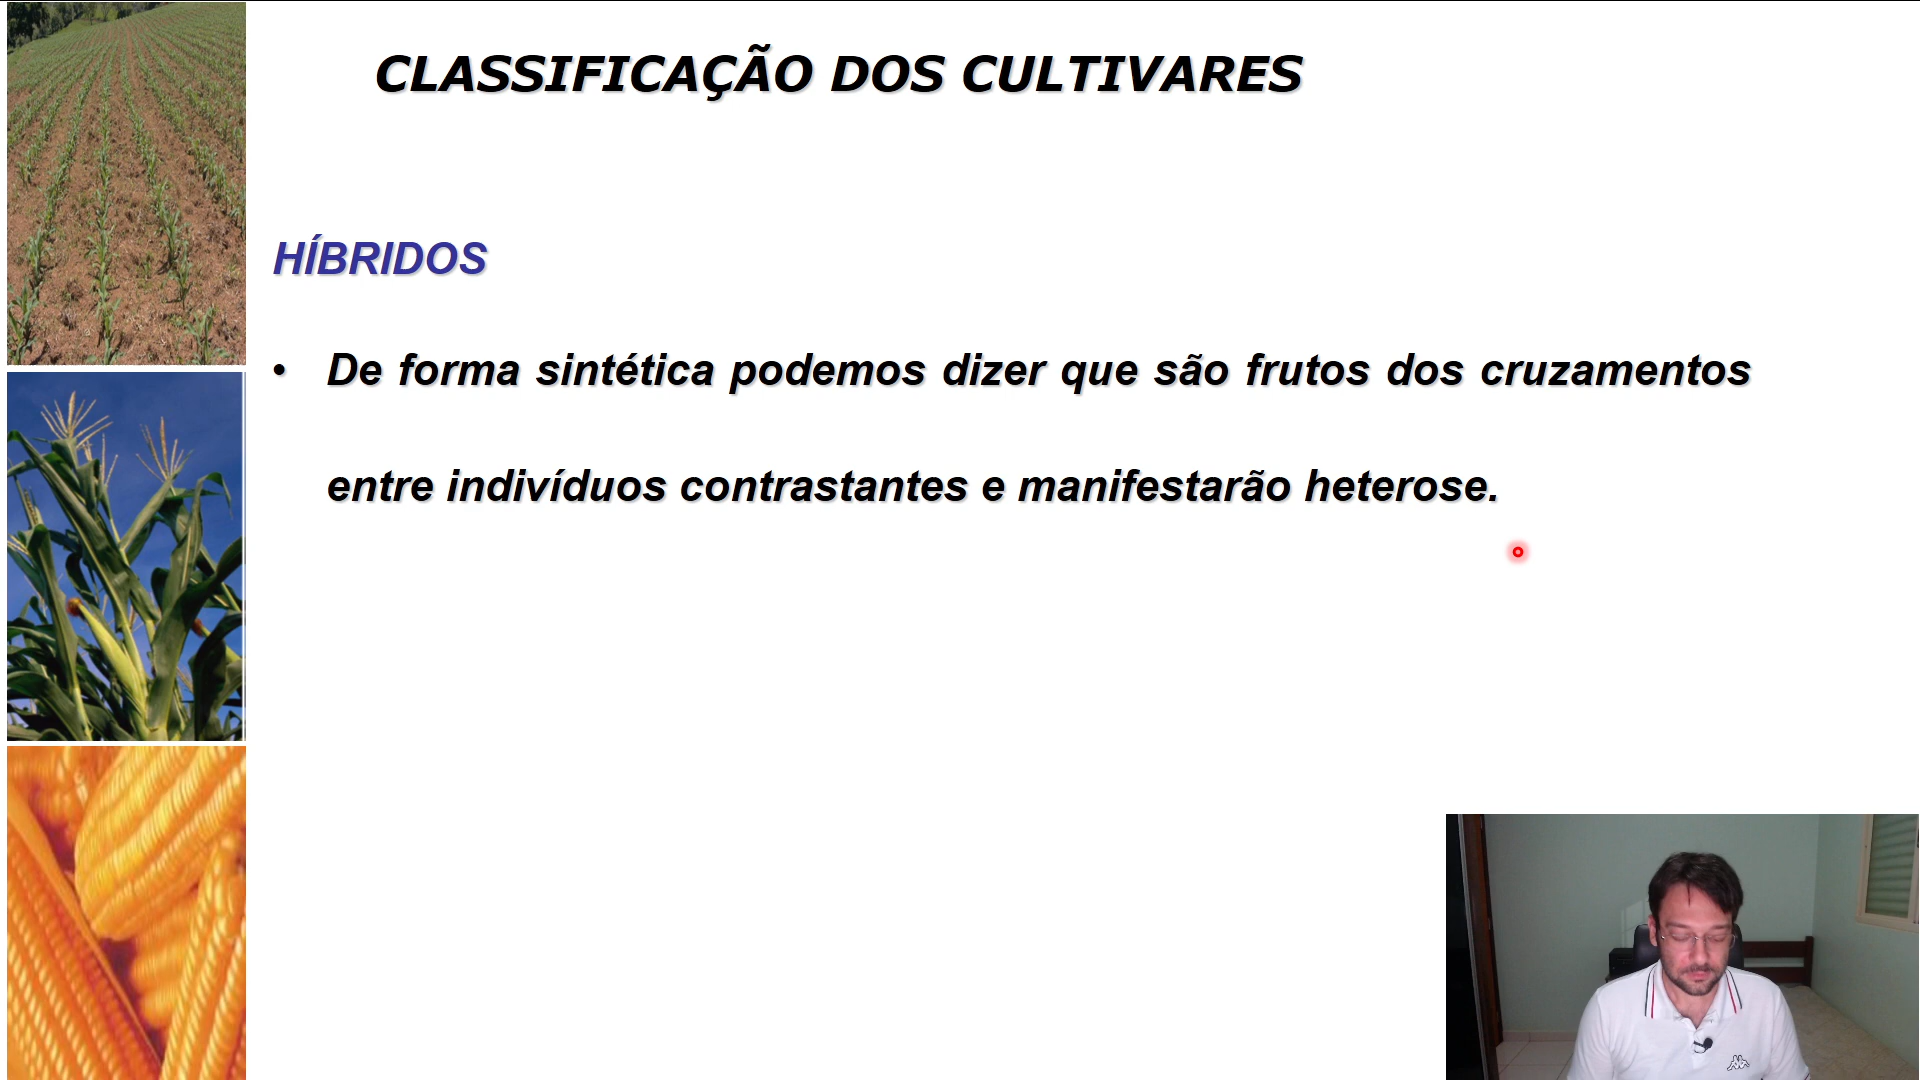 CLASSIFICAÇÃO DOS CULTIVARES
HÍBRIDOS
• De forma sintética podemos dizer que são frutos dos cruzamentos
entre indivíduos contrastantes e manifestarão heterose.